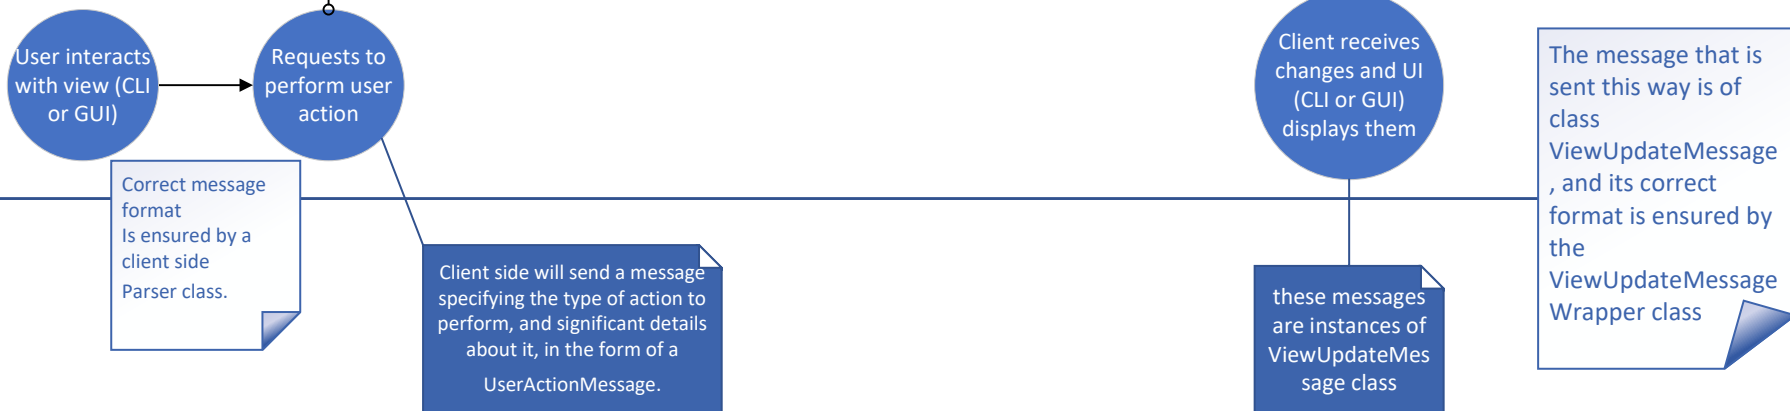 User interacts
with view (CLI
or GUI)
Requests to
perform user
action
Correct message
format
Is ensured by a
client side
Parser class.
Client side will send a message
specifying the type of action to
perform, and significant details
about it, in the form of a
UserActionMessage.
Client receives
changes and UI
(CLI or GUI)
displays them
these messages
are instances of
ViewUpdateMes
sage class
The message that is
sent this way is of
class
ViewUpdateMessage
, and its correct
format is ensured by
the
ViewUpdateMessage
Wrapper class